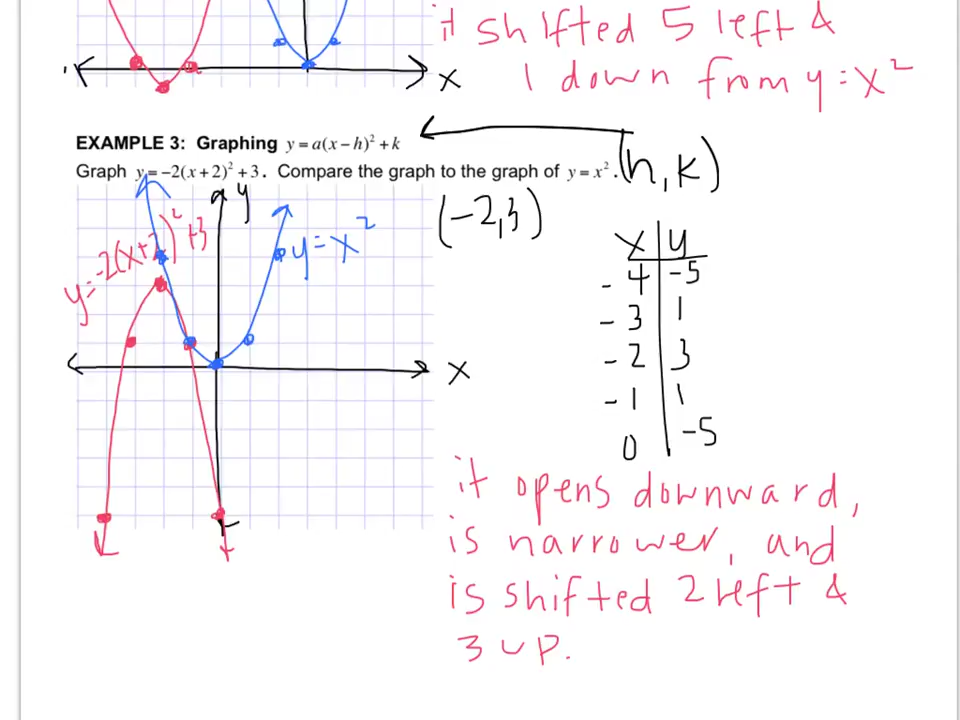 it shifted 5 left &
1 down from y=x²
x
EXAMPLE 3: Graphing y = a(x − h)² + k
Graph y = −2(x + 2)² + 3. Compare the graph to the graph of y = x².
(h,k)
y
(-2,3)
y=-2(x+2)²+3
y=x²
x
x y
-4 -5
-3 1
-2 3
-1 1
0 -5
it opens downward,
is narrower, and
is shifted 2 left &
3 up.